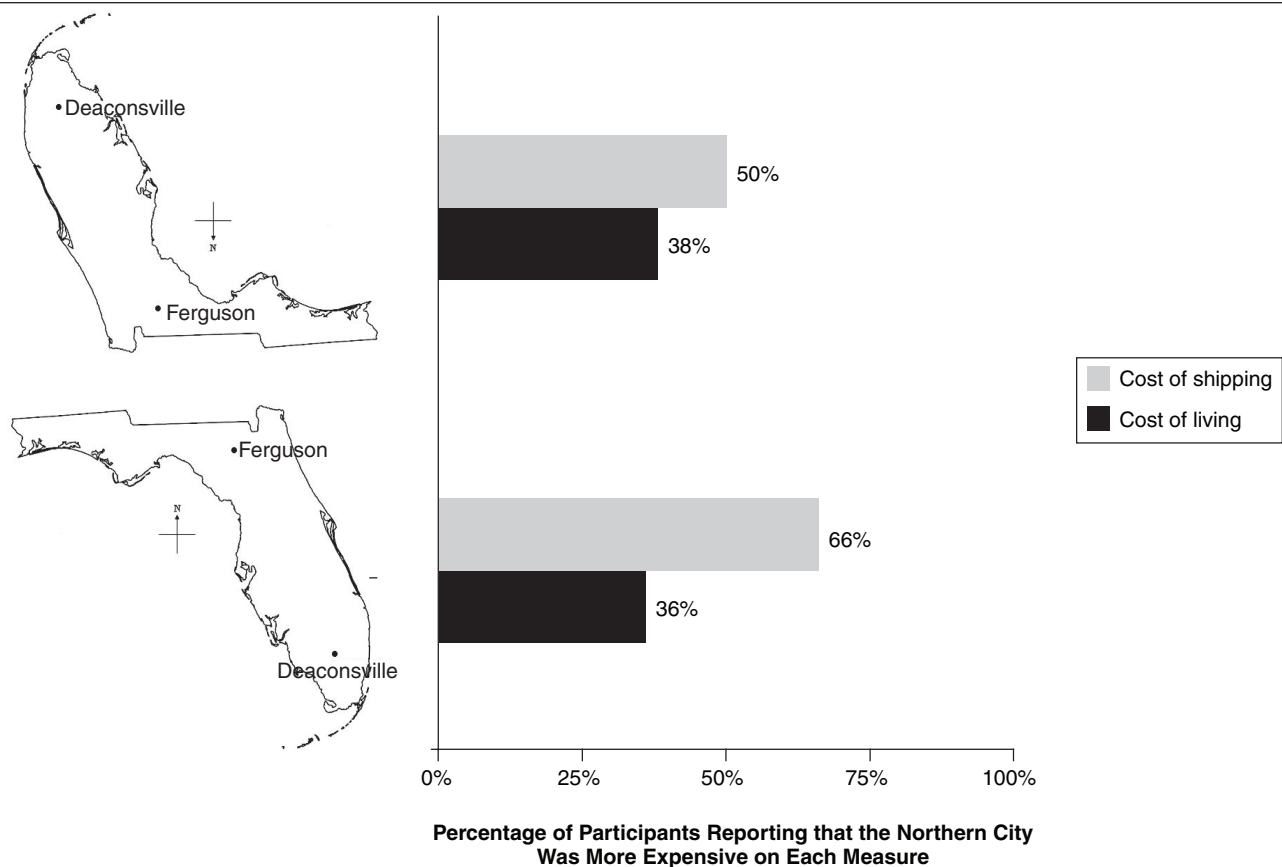 Deaconsville
N
Ferguson
50%
38%
Cost of shipping
Cost of living
Ferguson
N
Deaconsville
66%
36%
0%
25%
50%
75%
100%
Percentage of Participants Reporting that the Northern City
Was More Expensive on Each Measure